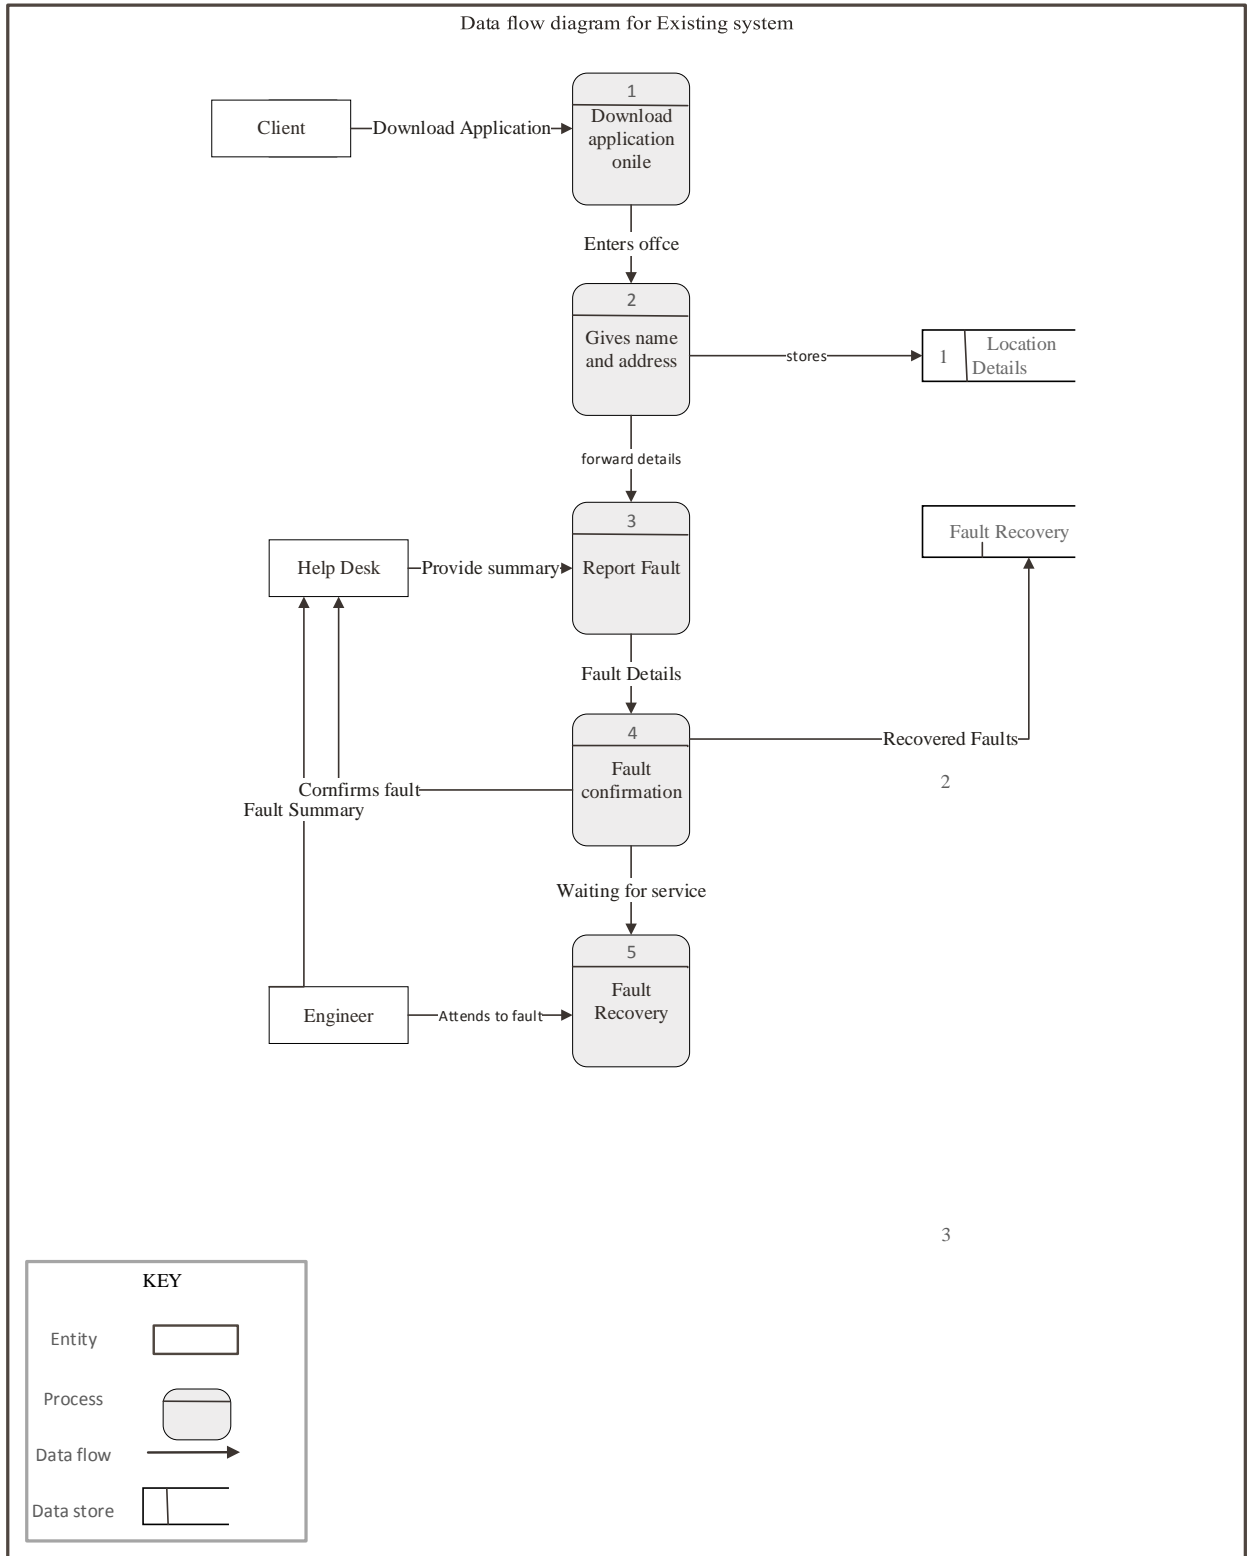 Data flow diagram for Existing system
1
Client
Download Application
Download
application
onile
Enters offce
2
Gives name
and address
stores
1
Location
Details
forward details
3
Fault Recovery
Help Desk
Provide summary
Report Fault
Fault Details
4
Recovered Faults
Fault
confirmation
2
Cornfirms fault
Fault Summary
Waiting for service
5
Fault
Recovery
Engineer
Attends to fault
3
KEY
Entity
Process
Data flow
Data store